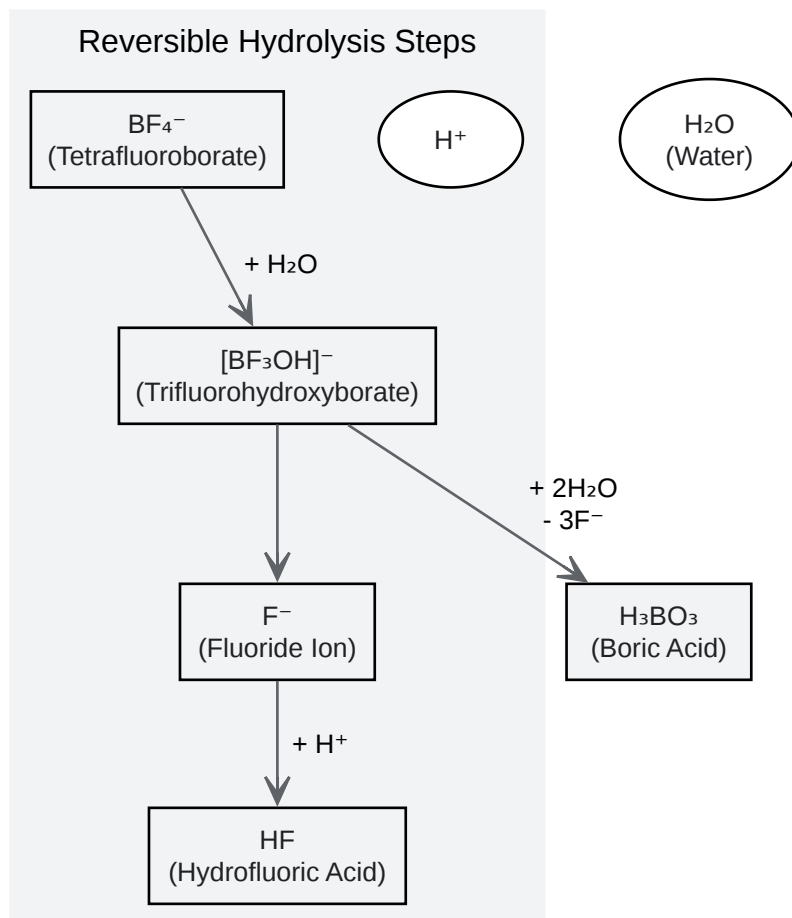 Reversible Hydrolysis Steps
BF₄⁻
(Tetrafluoroborate)
H⁺
H₂O
(Water)
+ H₂O
[BF₃OH]⁻
(Trifluorohydroxyborate)
+ 2H₂O
- 3F⁻
F⁻
(Fluoride Ion)
H₃BO₃
(Boric Acid)
+ H⁺
HF
(Hydrofluoric Acid)